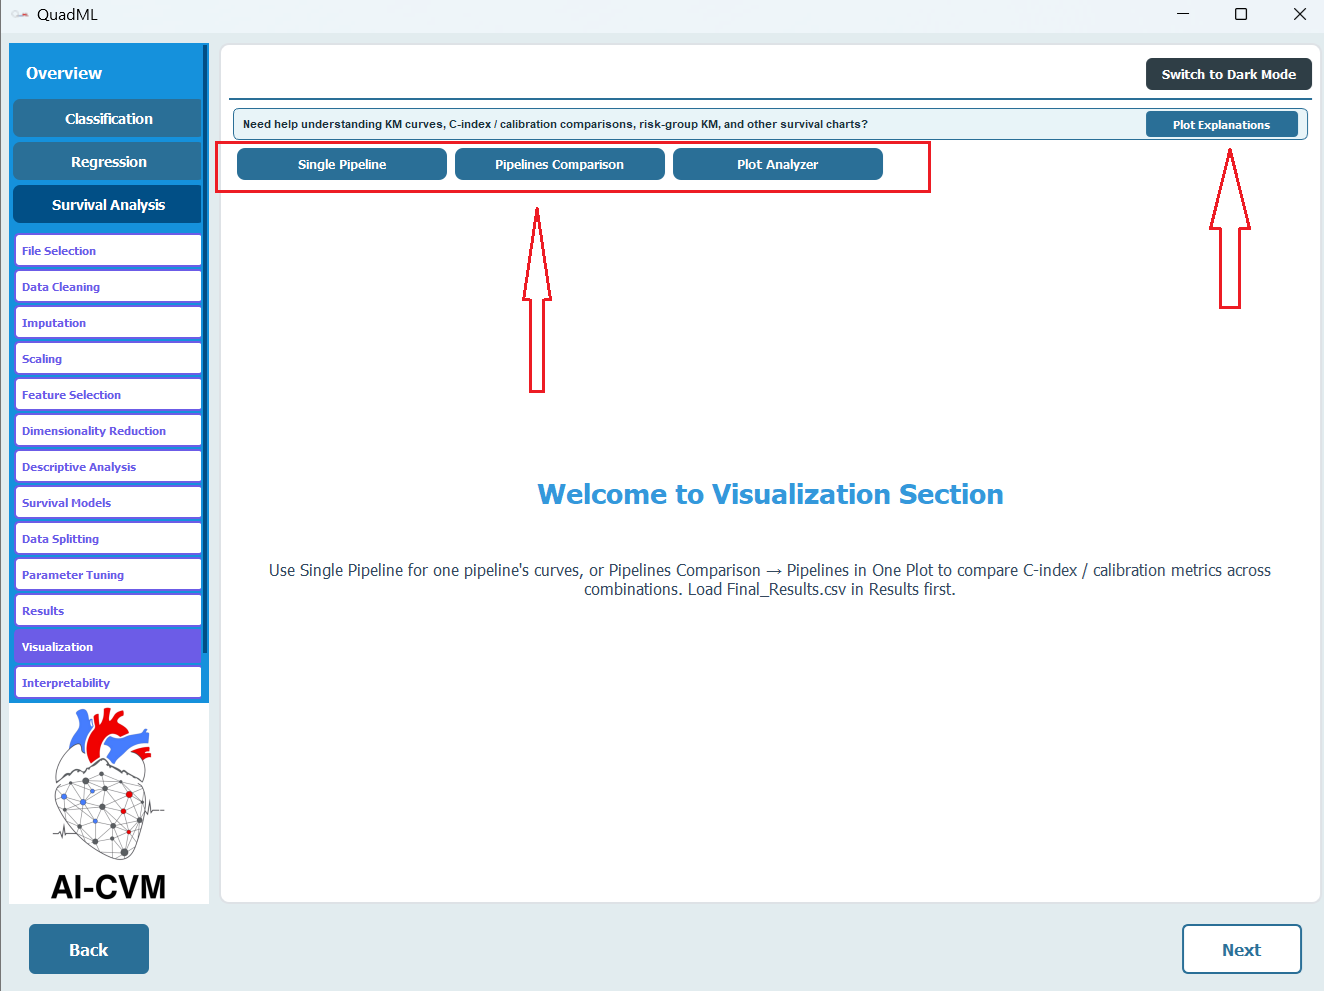 QuadML
Overview
Classification
Regression
Survival Analysis
File Selection
Data Cleaning
Imputation
Scaling
Feature Selection
Dimensionality Reduction
Descriptive Analysis
Survival Models
Data Splitting
Parameter Tuning
Results
Visualization
Interpretability
AI-CVM
Switch to Dark Mode
Need help understanding KM curves, C-index / calibration comparisons, risk-group KM, and other survival charts?
Plot Explanations
Single Pipeline
Pipelines Comparison
Plot Analyzer
Welcome to Visualization Section
Use Single Pipeline for one pipeline's curves, or Pipelines Comparison → Pipelines in One Plot to compare C-index / calibration metrics across
combinations. Load Final_Results.csv in Results first.
Back
Next